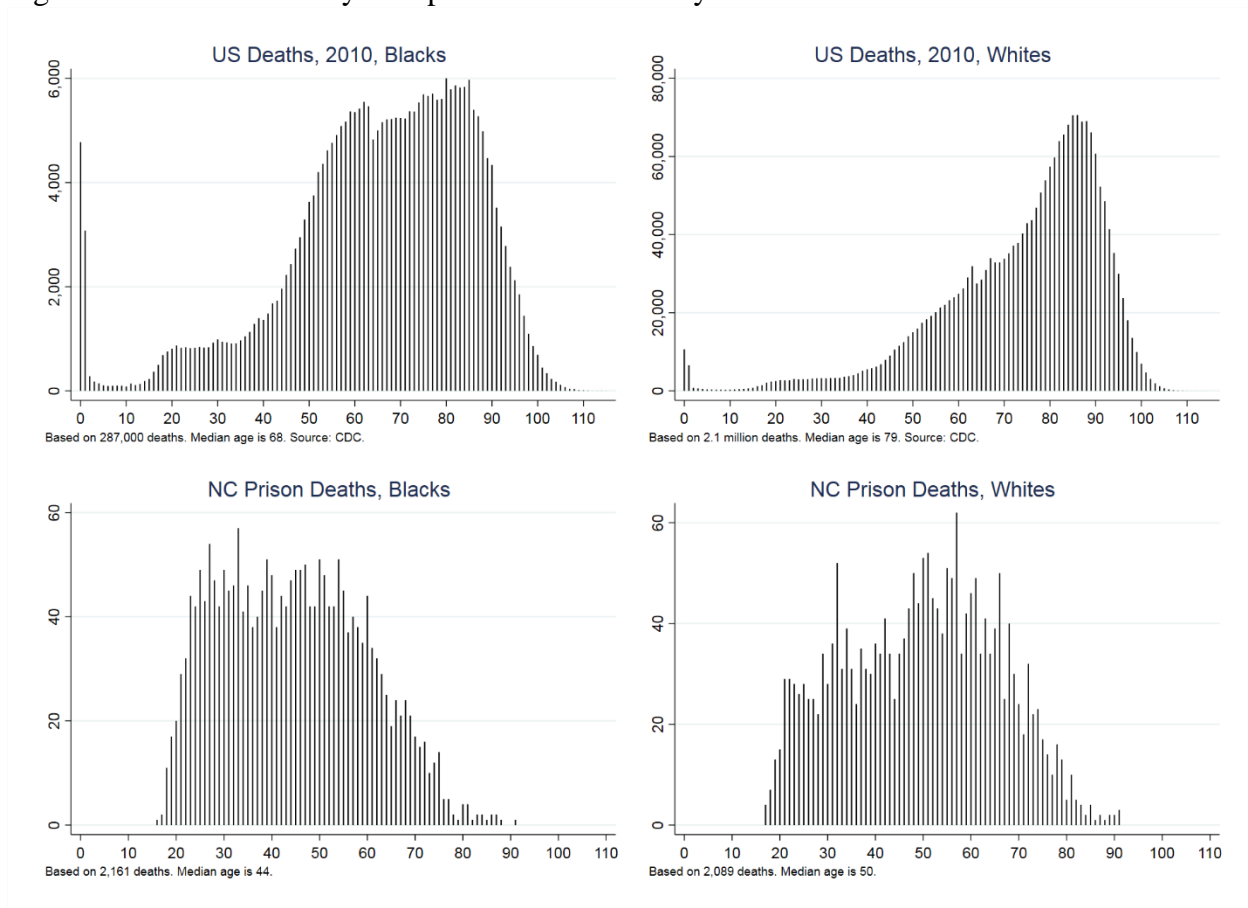 US Deaths, 2010, Blacks
6,000
4,000
2,000
0
0 10 20 30 40 50 60 70 80 90 100 110
Based on 287,000 deaths. Median age is 68. Source: CDC.
US Deaths, 2010, Whites
80,000
60,000
40,000
20,000
0
0 10 20 30 40 50 60 70 80 90 100 110
Based on 2.1 million deaths. Median age is 79. Source: CDC.
NC Prison Deaths, Blacks
60
40
20
0
0 10 20 30 40 50 60 70 80 90 100 110
Based on 2,161 deaths. Median age is 44.
NC Prison Deaths, Whites
60
40
20
0
0 10 20 30 40 50 60 70 80 90 100 110
Based on 2,089 deaths. Median age is 50.